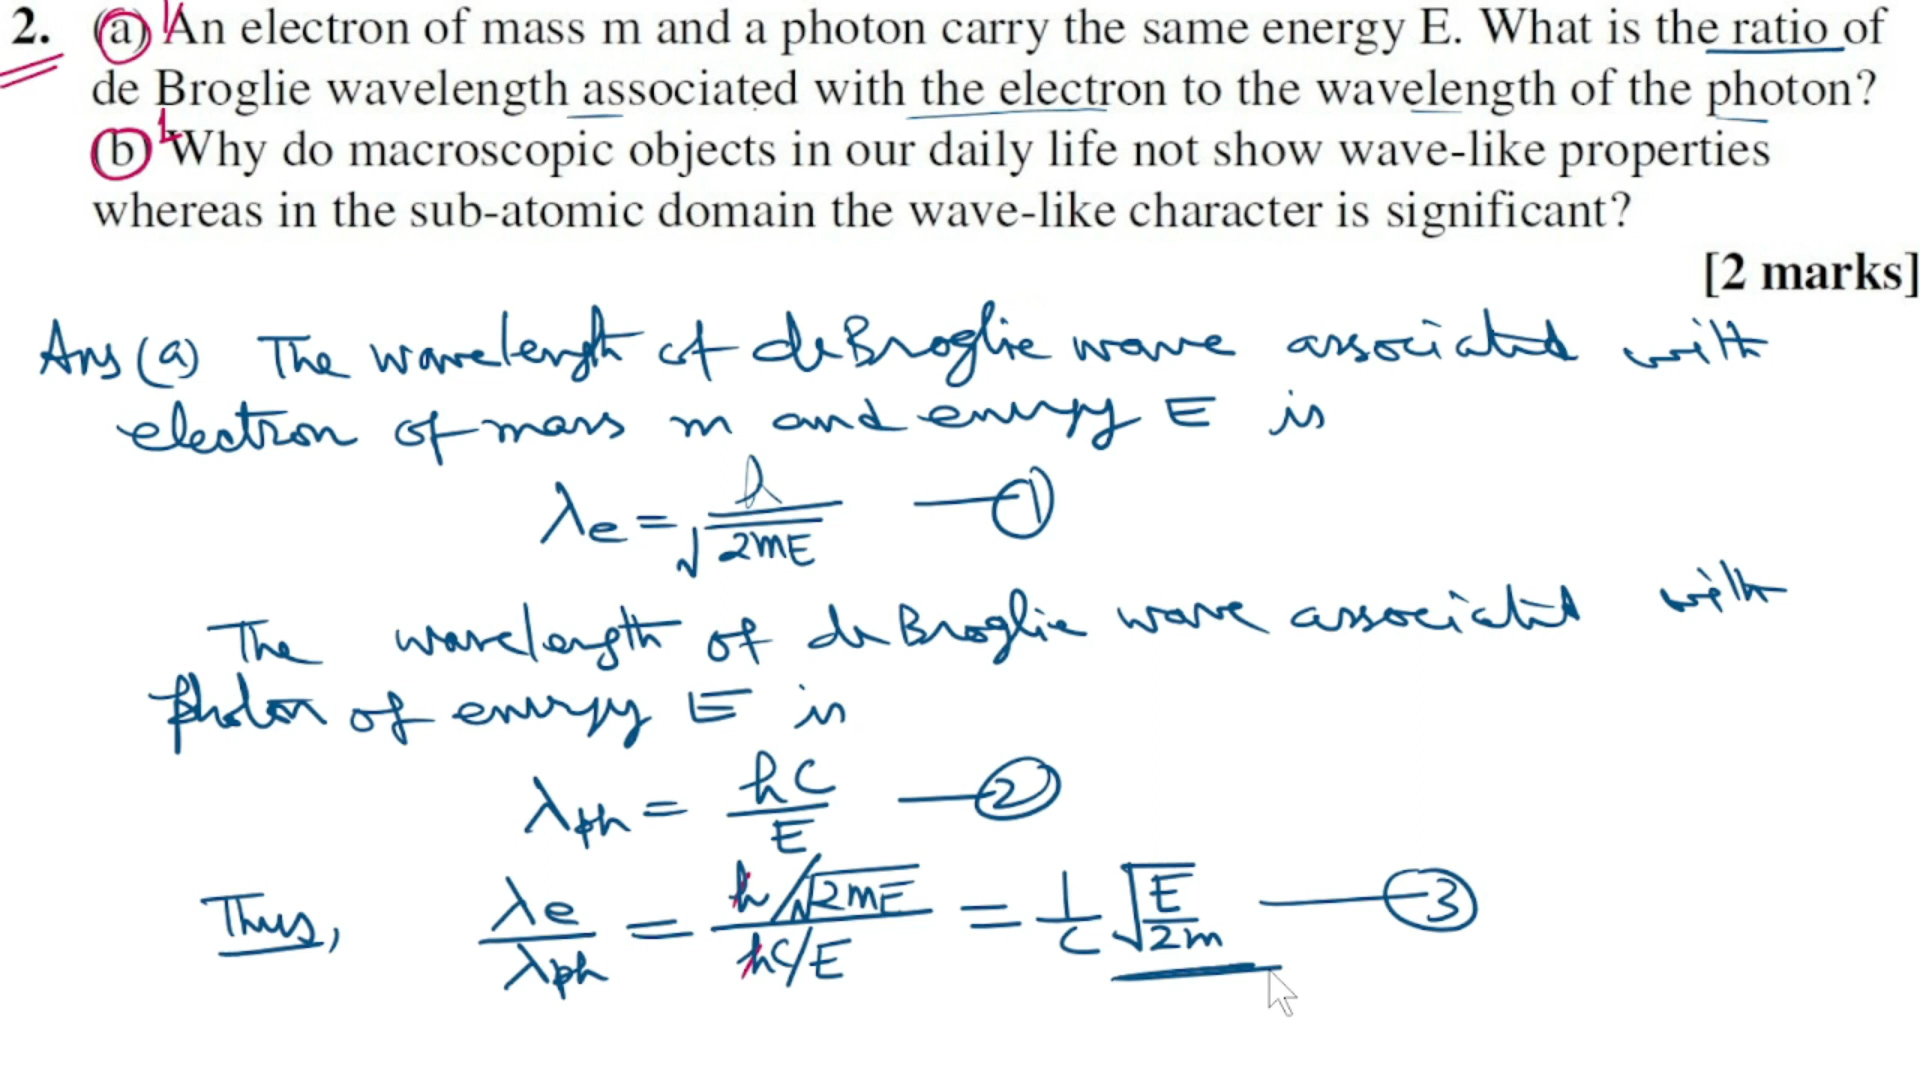 2. (a) An electron of mass m and a photon carry the same energy E. What is the ratio of
de Broglie wavelength associated with the electron to the wavelength of the photon?
(b) Why do macroscopic objects in our daily life not show wave-like properties
whereas in the sub-atomic domain the wave-like character is significant?
[2 marks]
Ans (a) The wavelength of de Broglie wave associated with
electron of mass m and energy E is
λe = h/√2mE — 1
The wavelength of de Broglie wave associated with
photon of energy E is
λph = hc/E — 2
Thus, λe/λph = (h/√2mE)/(hc/E) = 1/c √E/2m — 3